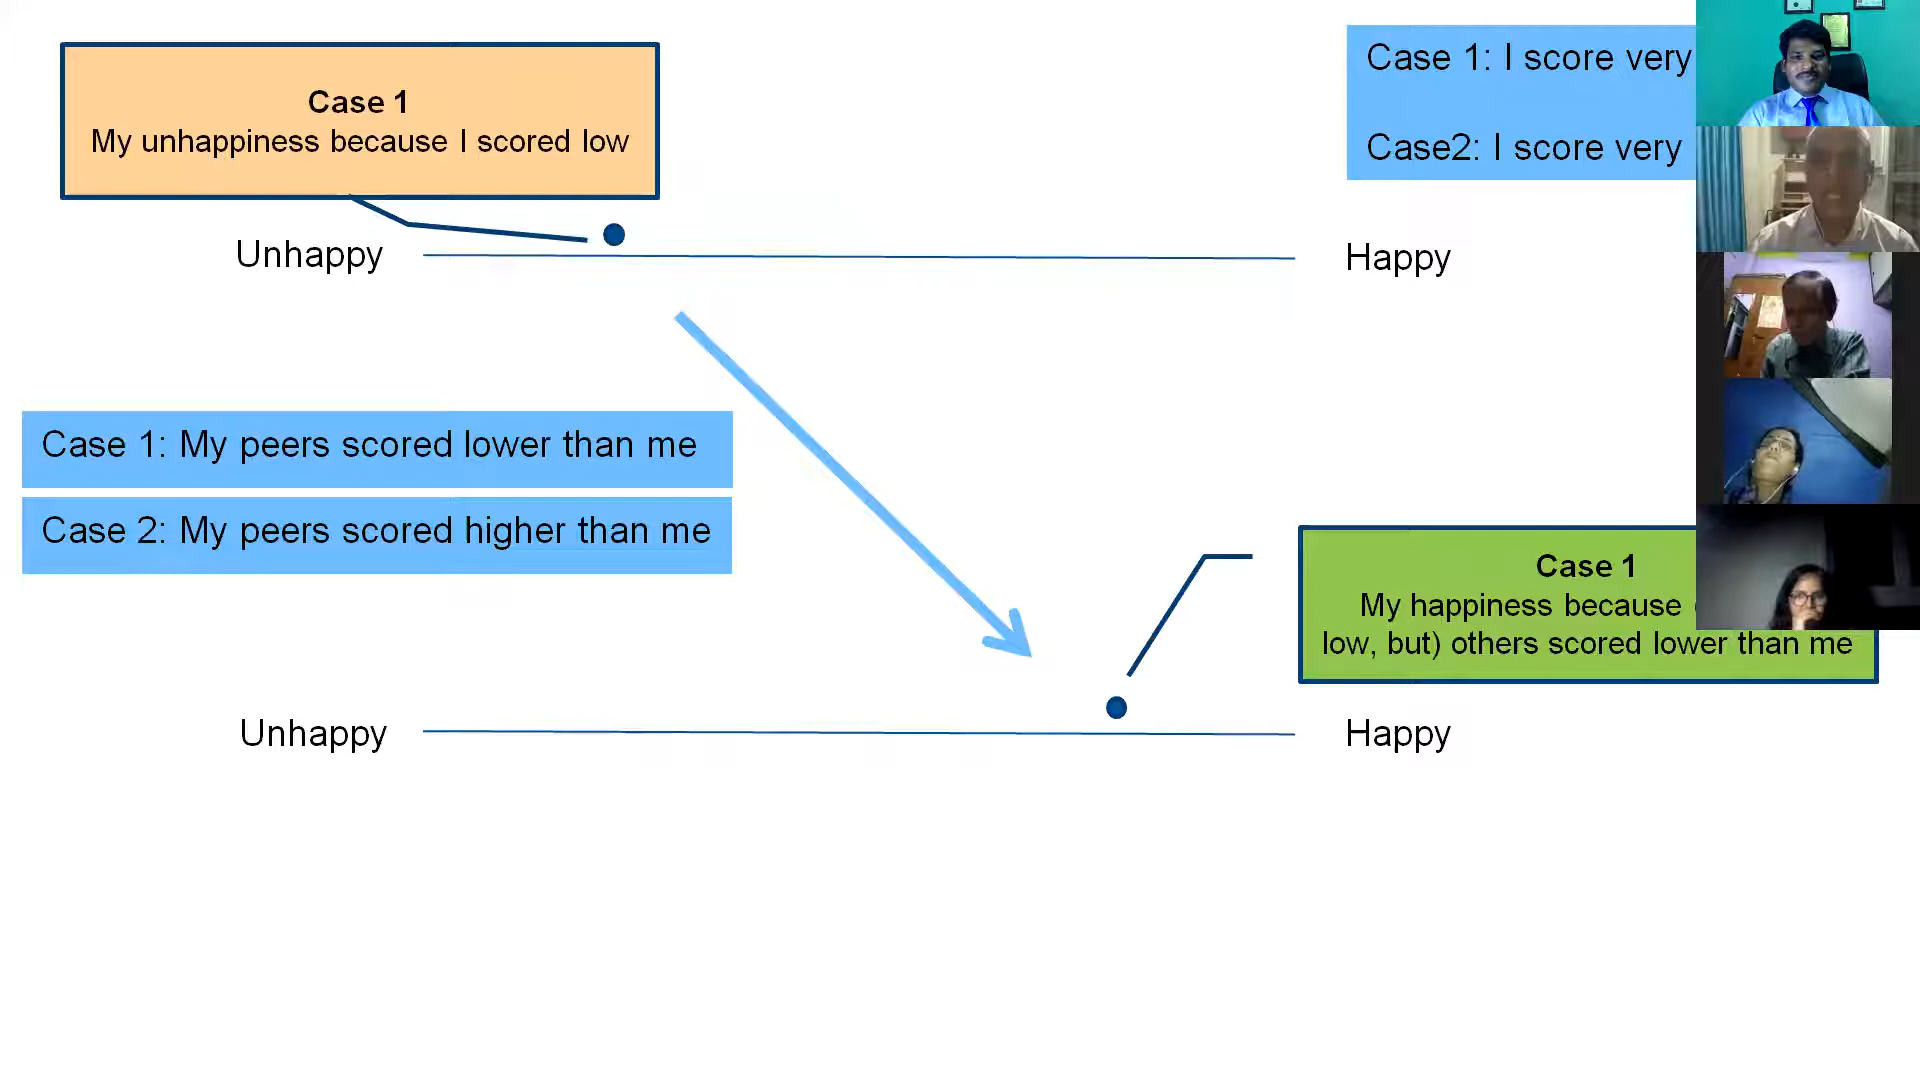 Case 1
My unhappiness because I scored low
Case 1: I score very
Case2: I score very
Unhappy
Happy
Case 1: My peers scored lower than me
Case 2: My peers scored higher than me
Case 1
My happiness because
low, but) others scored lower than me
Unhappy
Happy